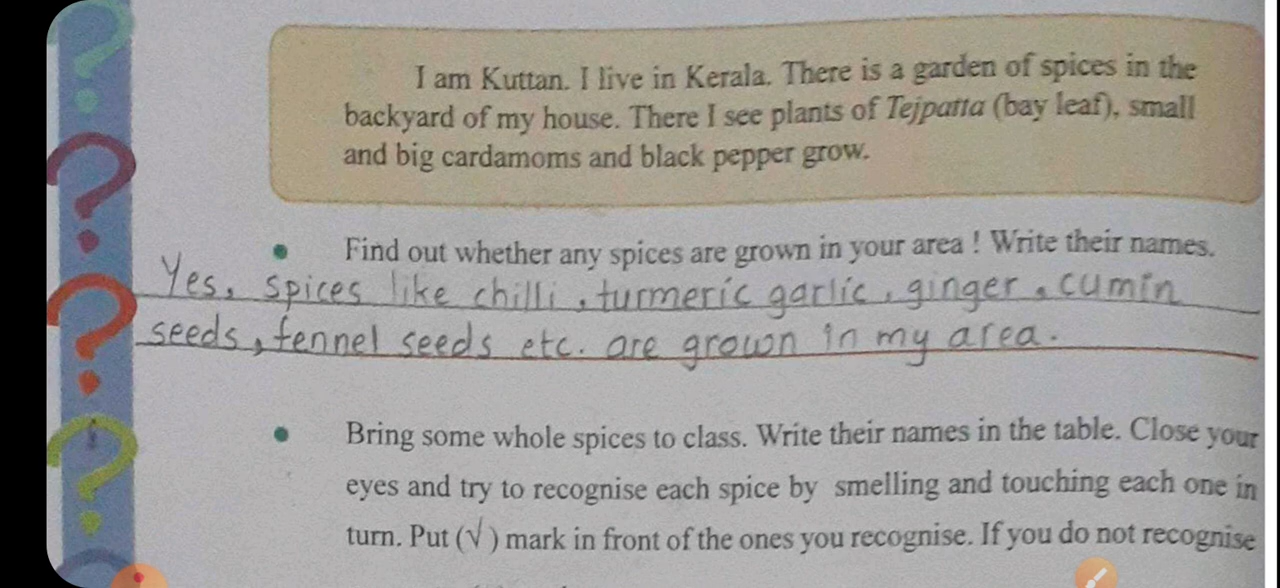 I am Kuttan. I live in Kerala. There is a garden of spices in the
backyard of my house. There I see plants of Tejpatta (bay leaf), small
and big cardamoms and black pepper grow.
• Find out whether any spices are grown in your area ! Write their names.
Yes, spices like chilli, turmeric garlic, ginger, cumin
seeds, fennel seeds etc. are grown in my area.
• Bring some whole spices to class. Write their names in the table. Close your
eyes and try to recognise each spice by smelling and touching each one in
turn. Put (√) mark in front of the ones you recognise. If you do not recognise